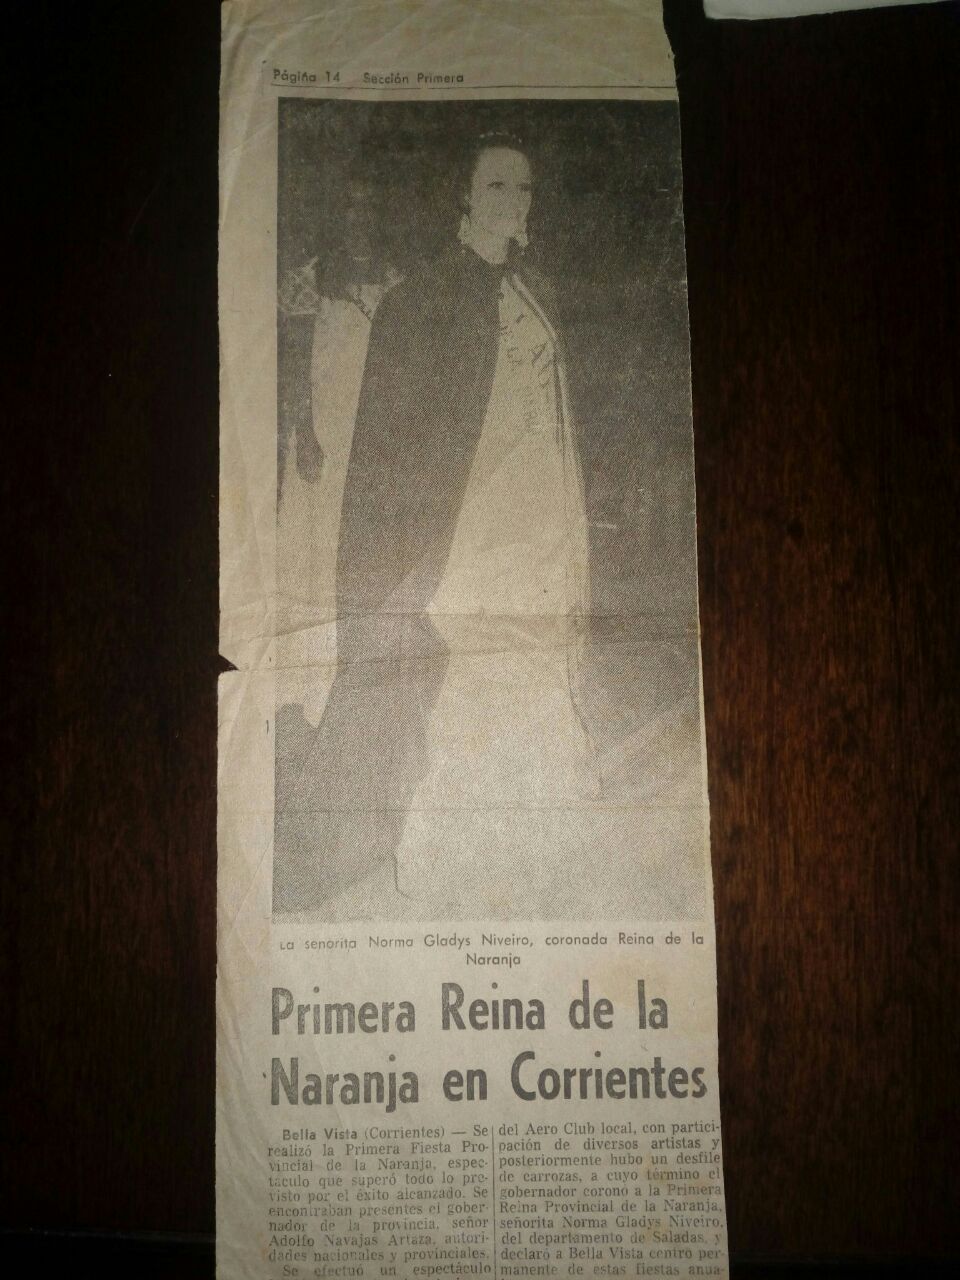 Página 14 Sección Primera
La señorita Norma Gladys Niveiro, coronada Reina de la
Naranja
Primera Reina de la
Naranja en Corrientes
Bella Vista (Corrientes) — Se
realizó la Primera Fiesta Pro-
vincial de la Naranja, espec-
táculo que superó todo lo pre-
visto por el éxito alcanzado. Se
encontraban presentes el gober-
nador de la provincia, señor
Adolfo Navajas Artaza, autori-
dades nacionales y provinciales.
Se efectuó un espectáculo
del Aero Club local, con partici-
pación de diversos artistas y
posteriormente hubo un desfile
de carrozas, a cuyo término el
gobernador coronó a la Primera
Reina Provincial de la Naranja,
señorita Norma Gladys Niveiro,
del departamento de Saladas, y
declaró a Bella Vista centro per-
manente de estas fiestas anua-